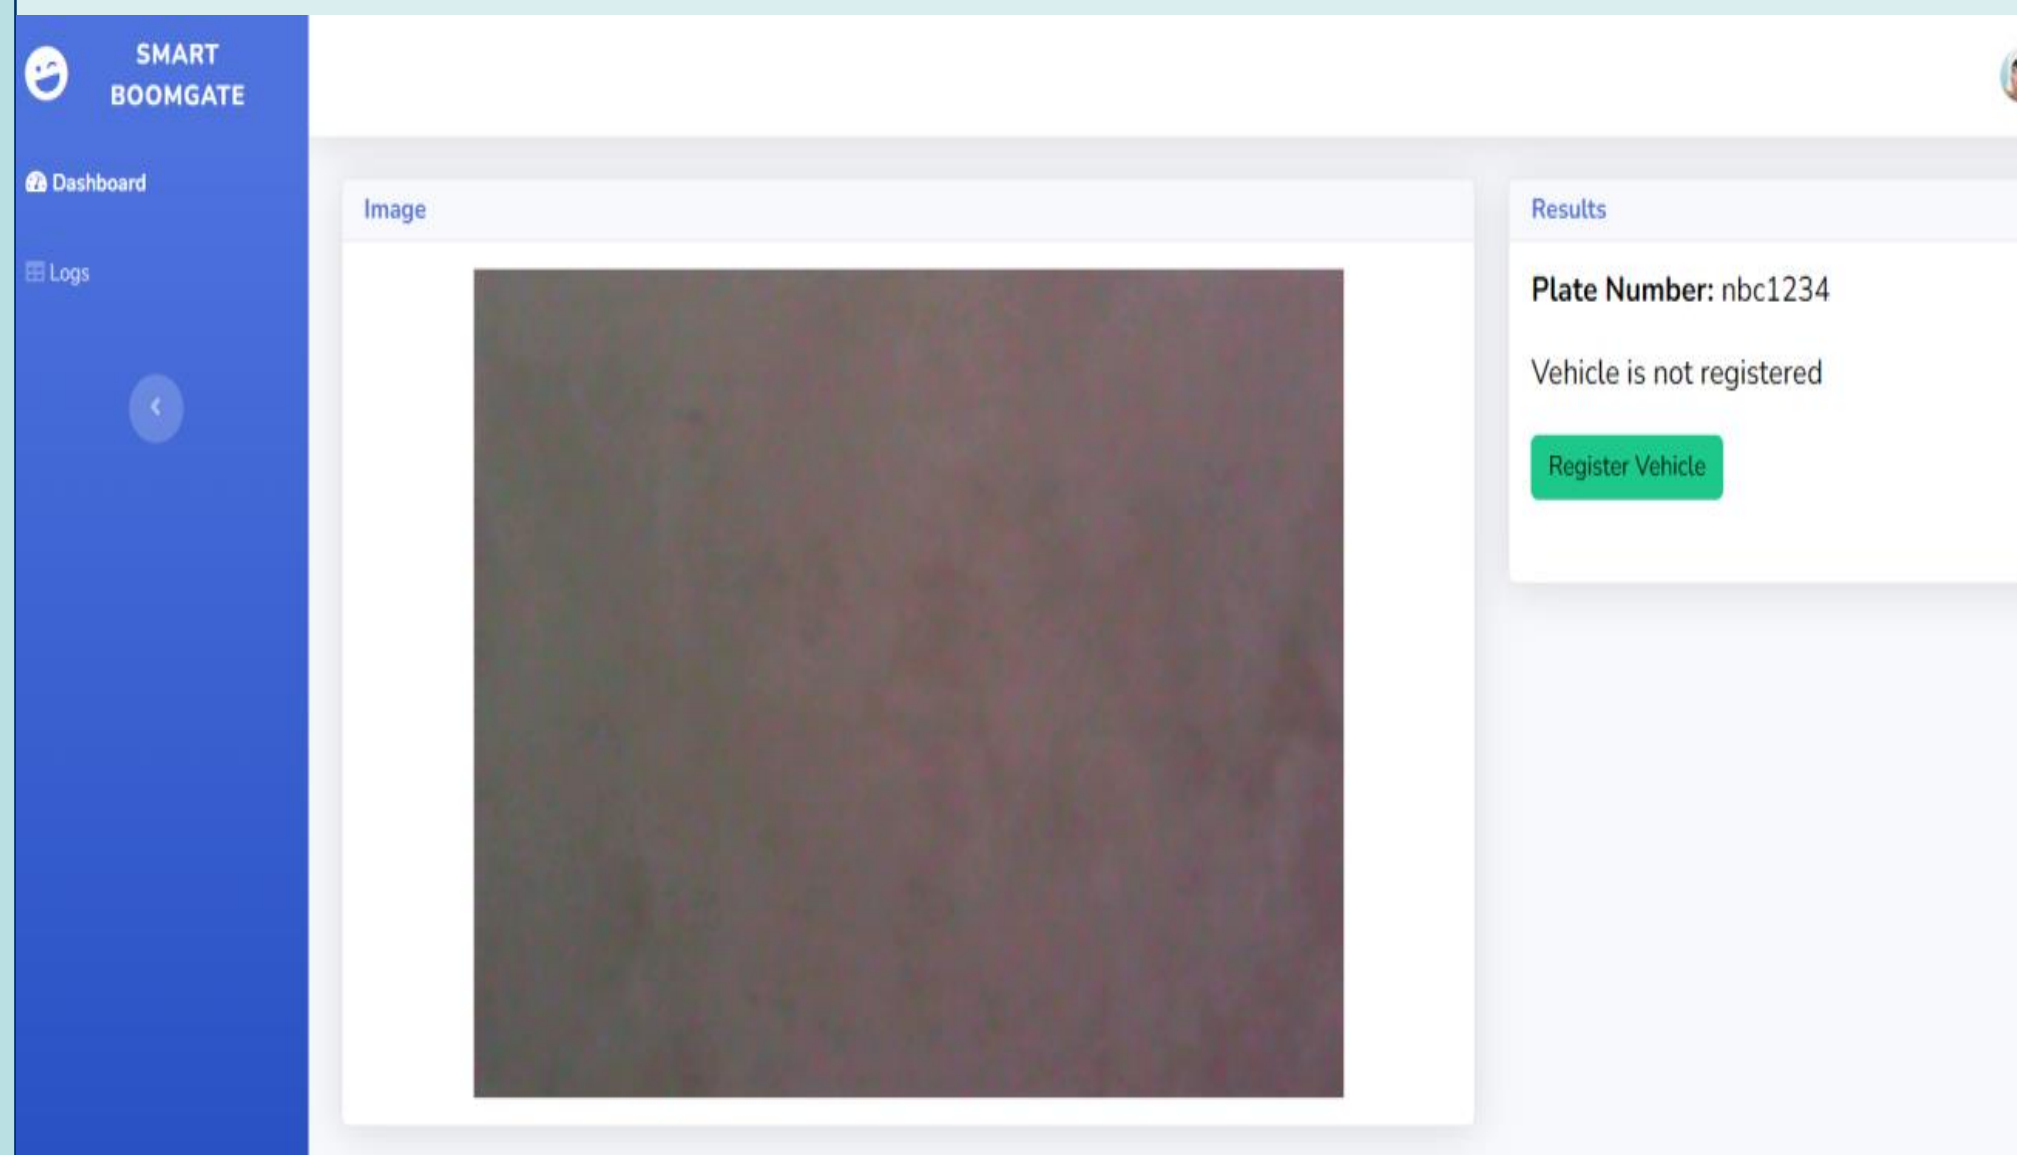 SMART
BOOMGATE
Dashboard
Logs
Image
Results
Plate Number: nbc1234
Vehicle is not registered
Register Vehicle